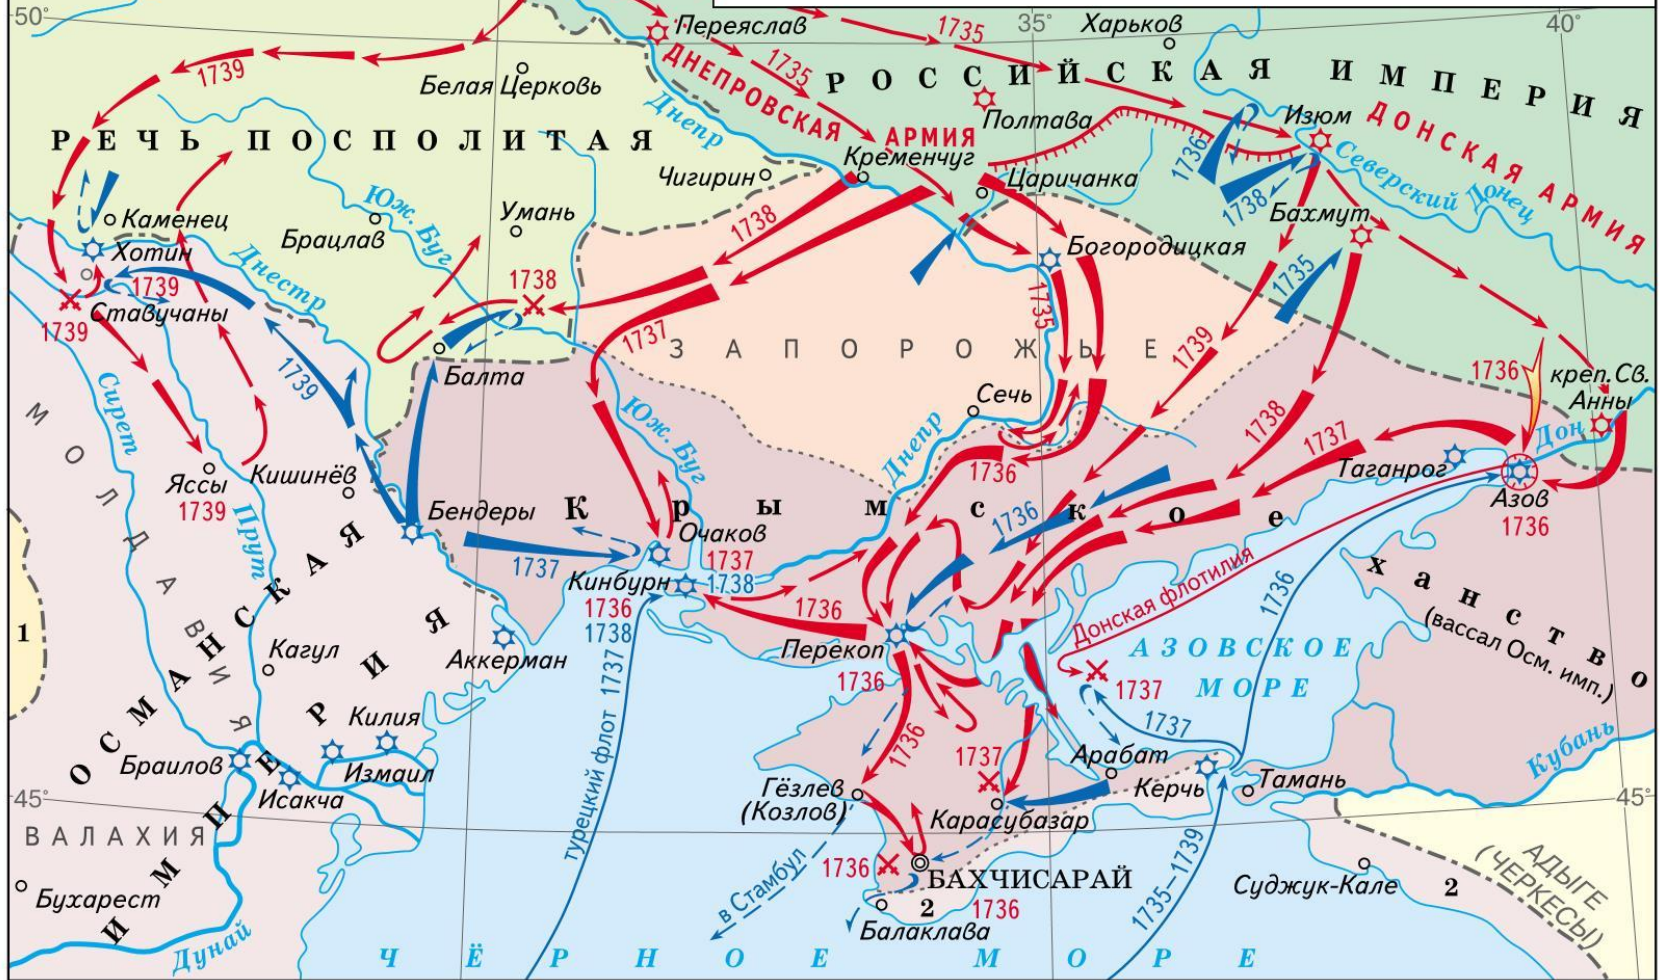 50°
35°
40°
Переяслав
1735
Харьков
1739
1735
РОССИЙСКАЯ ИМПЕРИЯ
Белая Церковь
ДНЕПРОВСКАЯ АРМИЯ
Днепр
Полтава
Изюм
ДОНСКАЯ АРМИЯ
РЕЧЬ ПОСПОЛИТАЯ
Кременчуг
1736
Северский Донец
Чигирин
Царичанка
Юж. Буг
Умань
1738
1738
Бахмут
Каменец
Брацлав
Богородицкая
Хотин
Днестр
1739
1738
1735
1735
Ставучаны
1739
1737
ЗАПОРОЖЬЕ
1739
1736
креп.Св.
Анны
Балта
1739
Сирет
Сечь
Юж. Буг
Днепр
1738
1737
Дон
МОЛДАВИЯ
Яссы
1739
Кишинёв
1736
Таганрог
Азов
1736
Прут
Бендеры
Крымское
ханство
(вассал Осм. имп.)
1736
Очаков
1737
1737
1738
Кинбурн
1736
1738
1736
Донская флотилия
1736
1
Кагул
Аккерман
Перекоп
1736
АЗОВСКОЕ
МОРЕ
1737
1737
1737
турецкий флот
ОСМАНСКАЯ
ИМПЕРИЯ
Килия
1736
1737
Арабат
Кубань
Браилов
Измаил
Исакча
Гёзлев
(Козлов)
Керчь
Тамань
45°
45°
ВАЛАХИЯ
Карасубазар
1736
БАХЧИСАРАЙ
2
1736
в Стамбул
1735–1739
Суджук-Кале
2
АДЫГЕ
(ЧЕРКЕСЫ)
Бухарест
Балаклава
Дунай
ЧЁРНОЕ МОРЕ